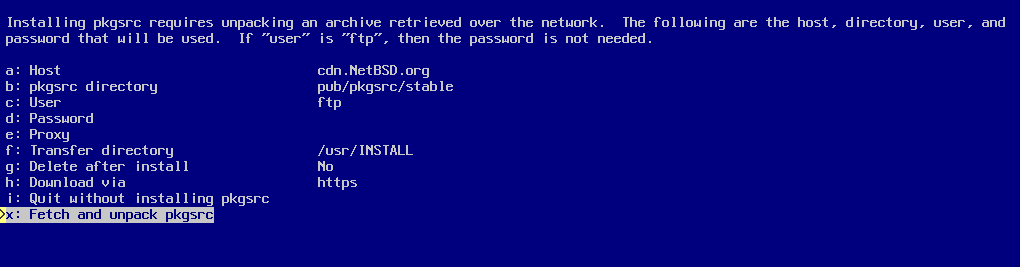 Installing pkgsrc requires unpacking an archive retrieved over the network.  The following are the host, directory, user, and
password that will be used.  If "user" is "ftp", then the password is not needed.
a: Host cdn.NetBSD.org
b: pkgsrc directory pub/pkgsrc/stable
c: User ftp
d: Password
e: Proxy
f: Transfer directory /usr/INSTALL
g: Delete after install No
h: Download via https
i: Quit without installing pkgsrc
>x: Fetch and unpack pkgsrc